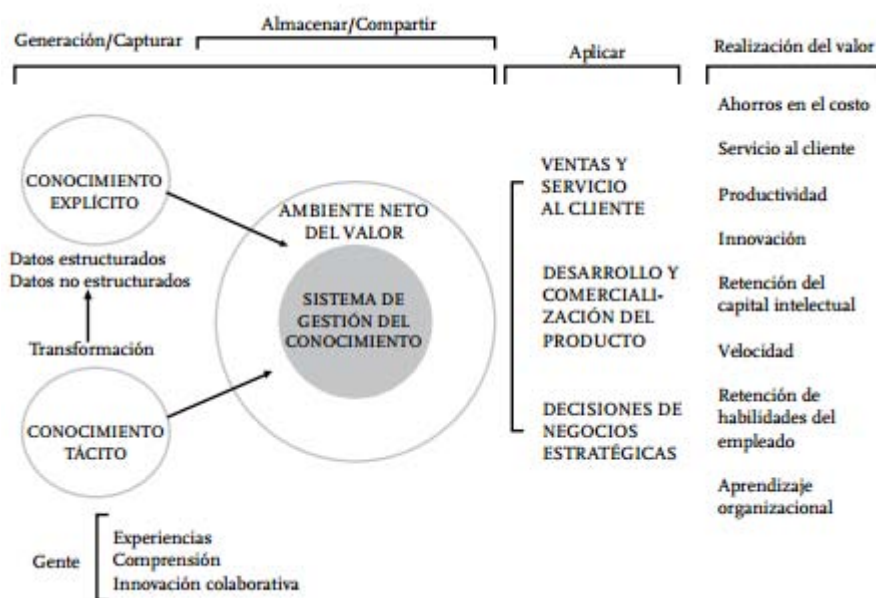 Generación/Capturar
Almacenar/Compartir
Aplicar
Realización del valor
CONOCIMIENTO
EXPLÍCITO
Datos estructurados
Datos no estructurados
Transformación
CONOCIMIENTO
TÁCITO
Gente
Experiencias
Comprensión
Innovación colaborativa
AMBIENTE NETO
DEL VALOR
SISTEMA DE
GESTIÓN DEL
CONOCIMIENTO
VENTAS Y
SERVICIO
AL CLIENTE
DESARROLLO Y
COMERCIALI-
ZACIÓN DEL
PRODUCTO
DECISIONES DE
NEGOCIOS
ESTRATÉGICAS
Ahorros en el costo
Servicio al cliente
Productividad
Innovación
Retención del
capital intelectual
Velocidad
Retención de
habilidades del
empleado
Aprendizaje
organizacional